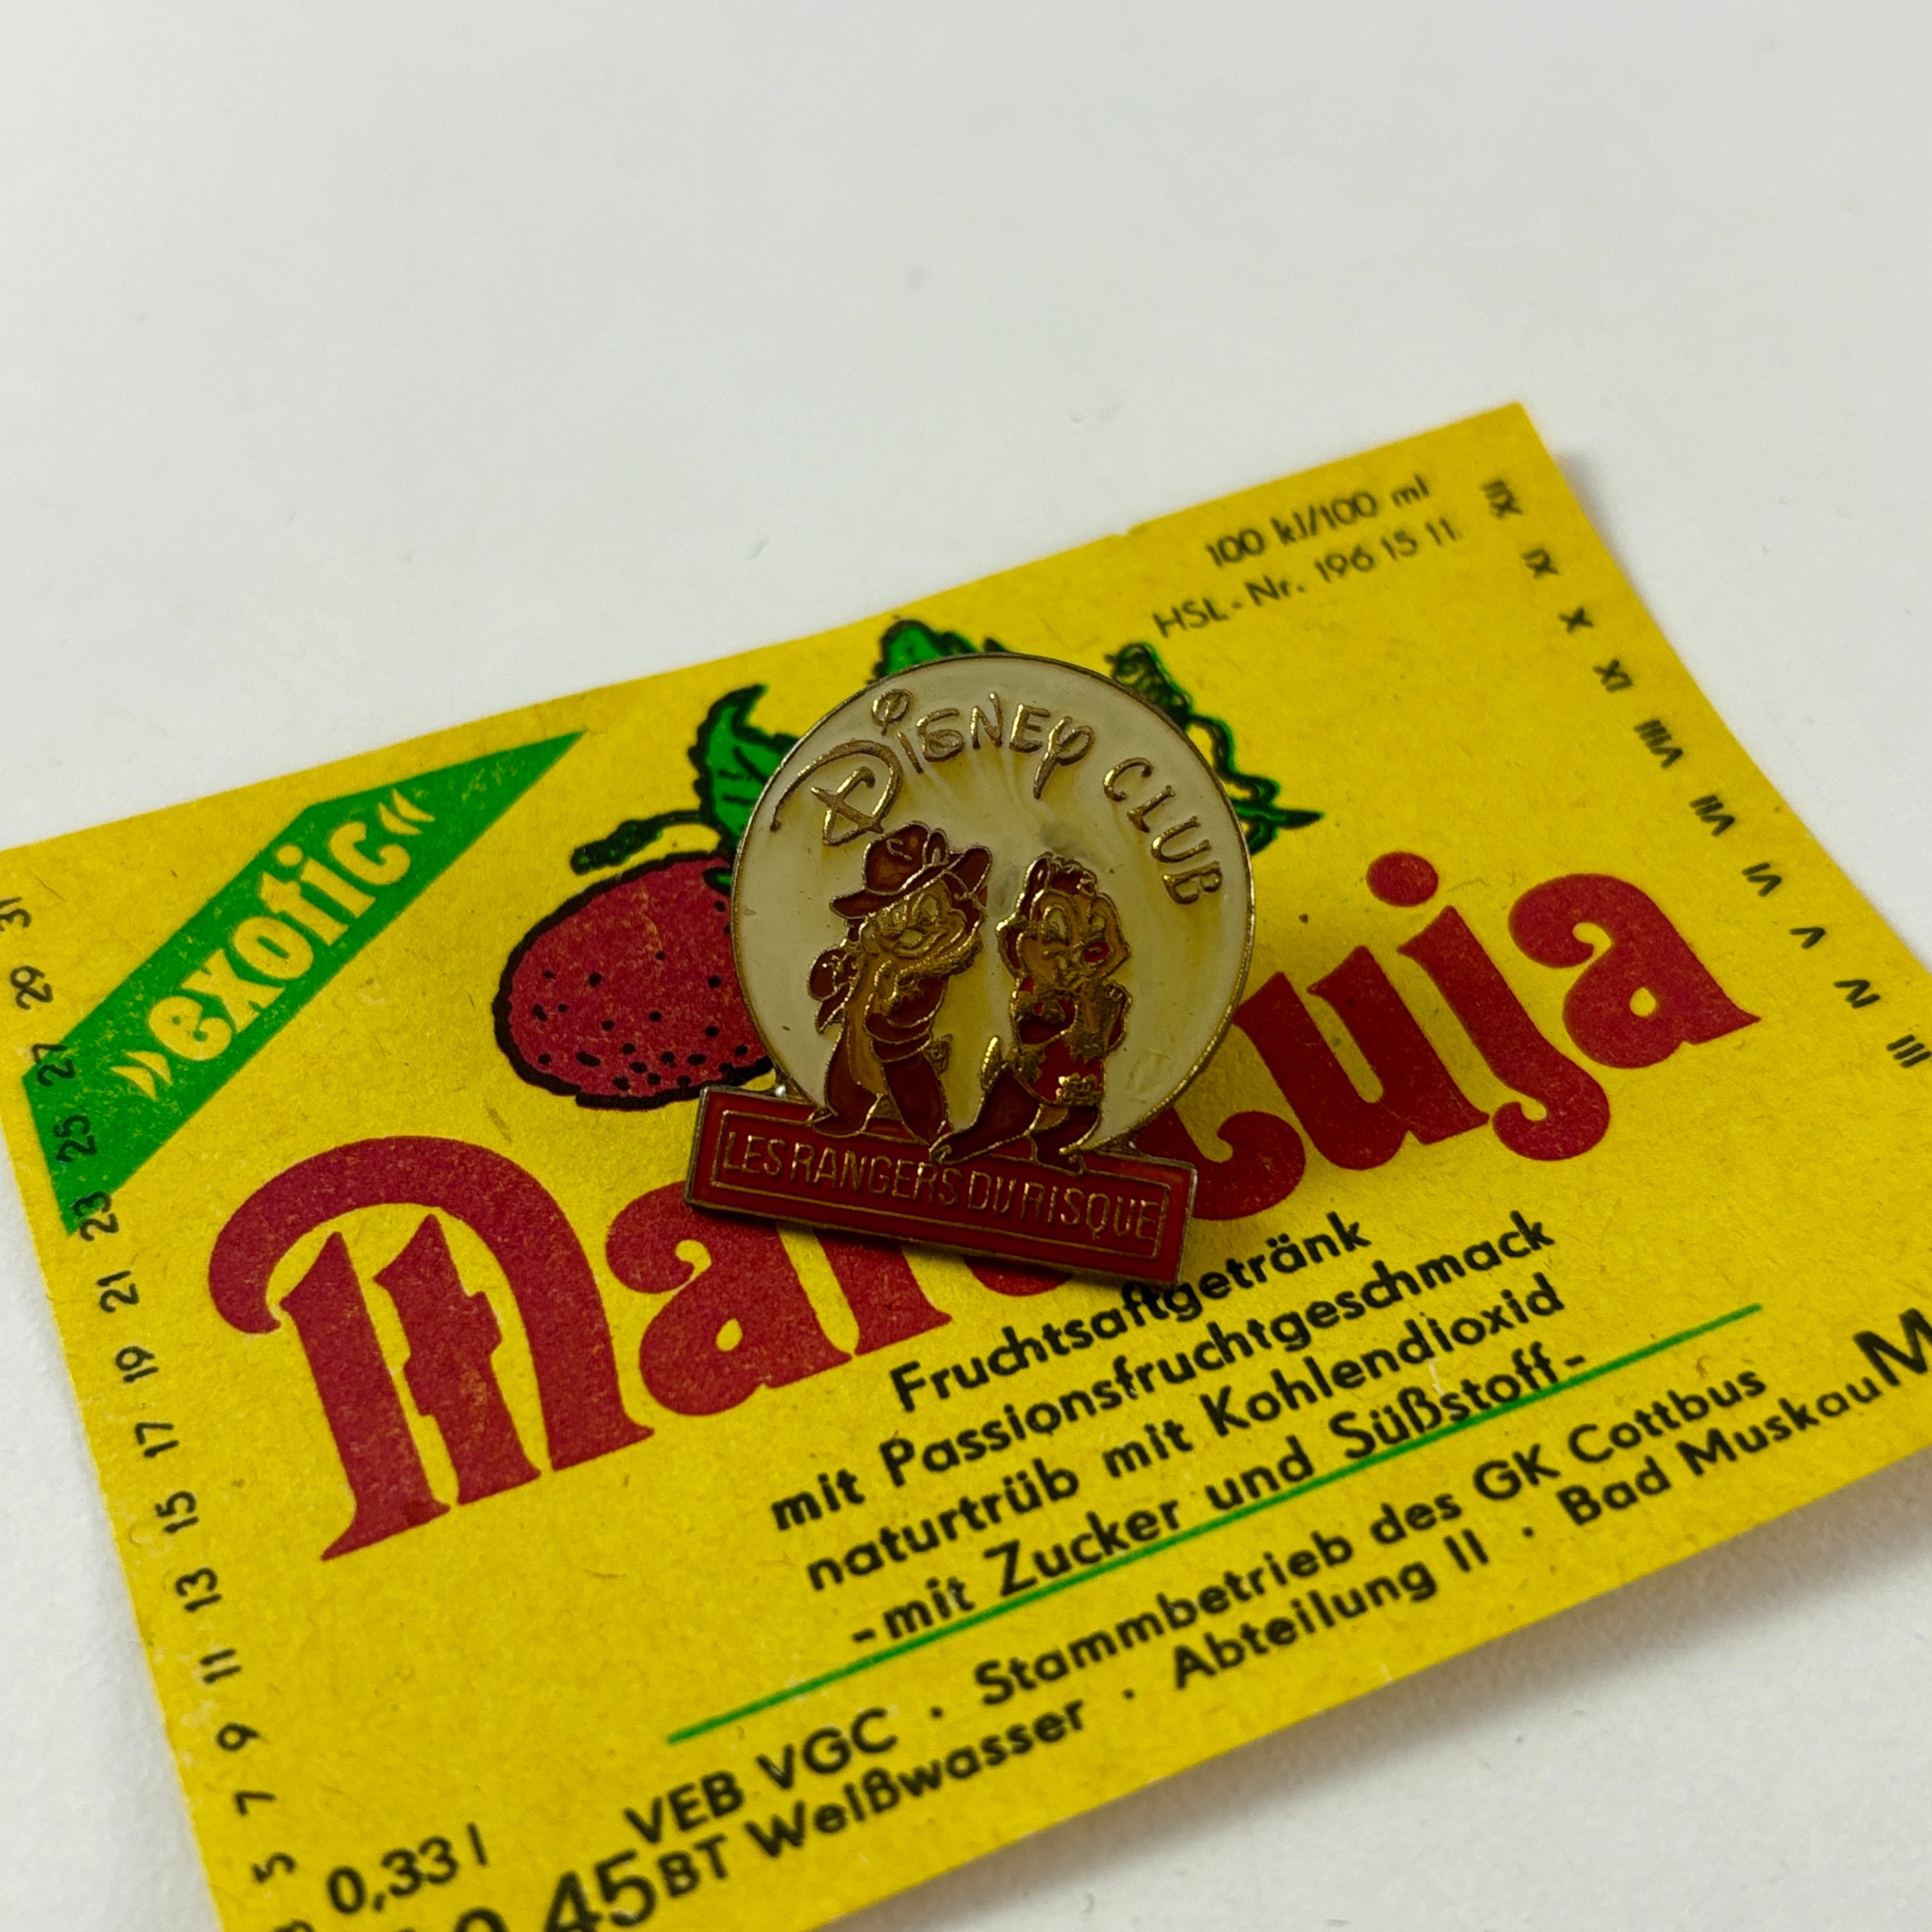 100 kJ/100 ml
HSL-Nr. 196 15 11
»exotic«
DISNEY CLUB
LES RANGERS DU RISQUE
Fruchtsaftgetränk
mit Passionsfruchtgeschmack
naturtrüb mit Kohlendioxid
-mit Zucker und Süßstoff-
VEB VGC · Stammbetrieb des GK Cottbus
BT Weißwasser · Abteilung II · Bad Muskau
0,33 l
31 29 27 25 23 21 19 17 15 13 11 9 7 5
XII XI X IX VIII VII VI V IV III